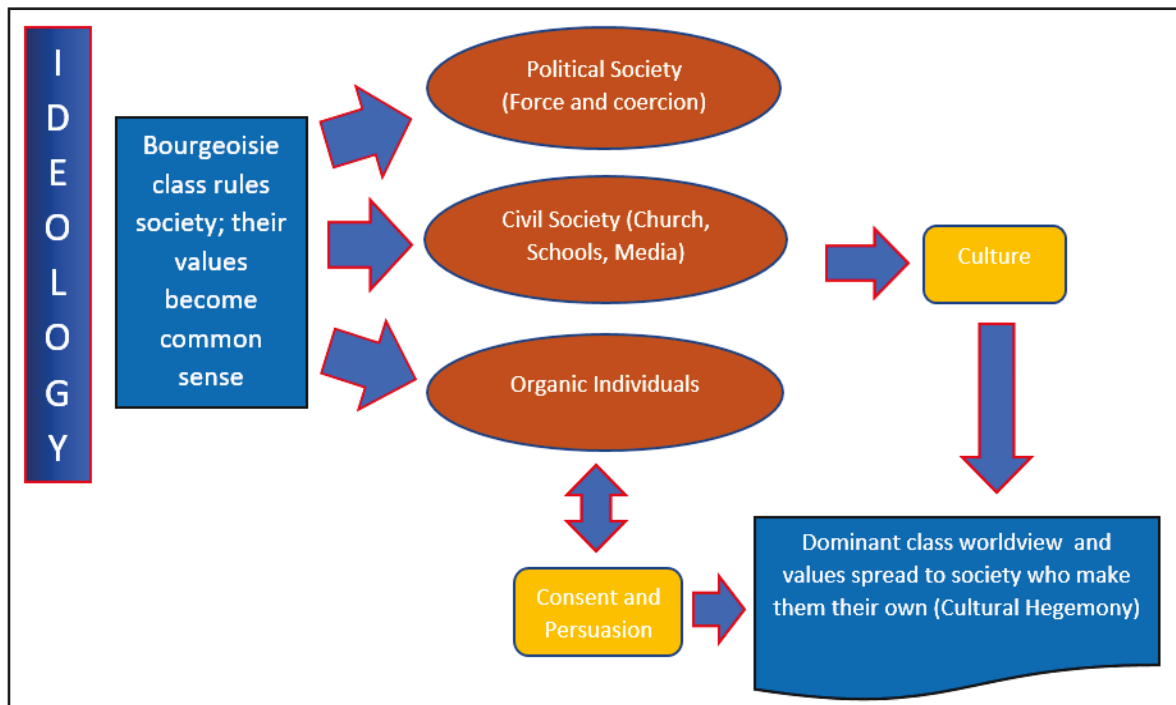 IDEOLOGY
Bourgeoisie
class rules
society; their
values
become
common
sense
Political Society
(Force and coercion)
Civil Society (Church,
Schools, Media)
Culture
Organic Individuals
Consent and
Persuasion
Dominant class worldview and
values spread to society who make
them their own (Cultural Hegemony)